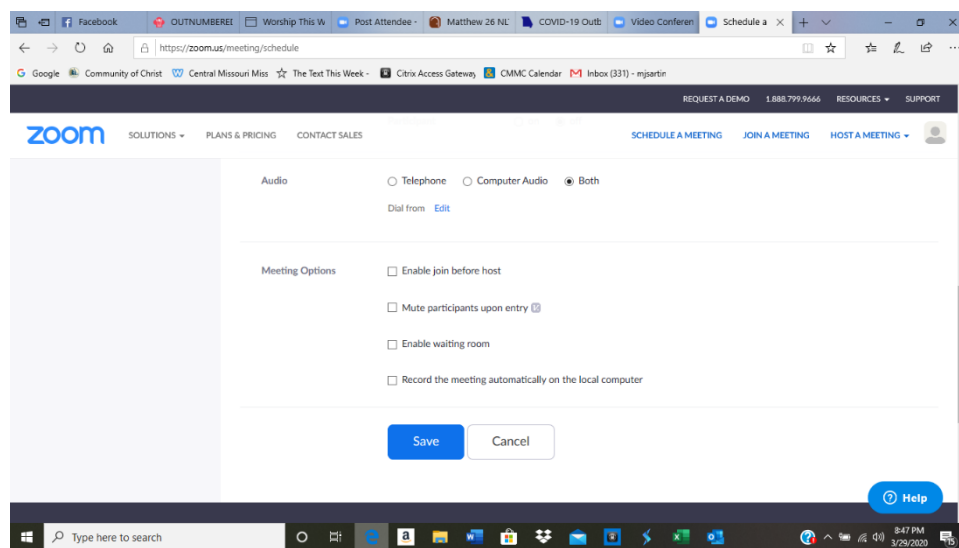 Facebook
OUTNUMBERED
Worship This W
Post Attendee -
Matthew 26 NL
COVID-19 Outb
Video Conferen
Schedule a
https://zoom.us/meeting/schedule
Google
Community of Christ
Central Missouri Miss
The Text This Week -
Citrix Access Gateway
CMMC Calendar
Inbox (331) - mjsartin
REQUEST A DEMO
1.888.799.9666
RESOURCES
SUPPORT
zoom
SOLUTIONS
PLANS & PRICING
CONTACT SALES
SCHEDULE A MEETING
JOIN A MEETING
HOST A MEETING
Audio
Telephone
Computer Audio
Both
Dial from Edit
Meeting Options
Enable join before host
Mute participants upon entry
Enable waiting room
Record the meeting automatically on the local computer
Save
Cancel
Help
Type here to search
8:47 PM
3/29/2020
15